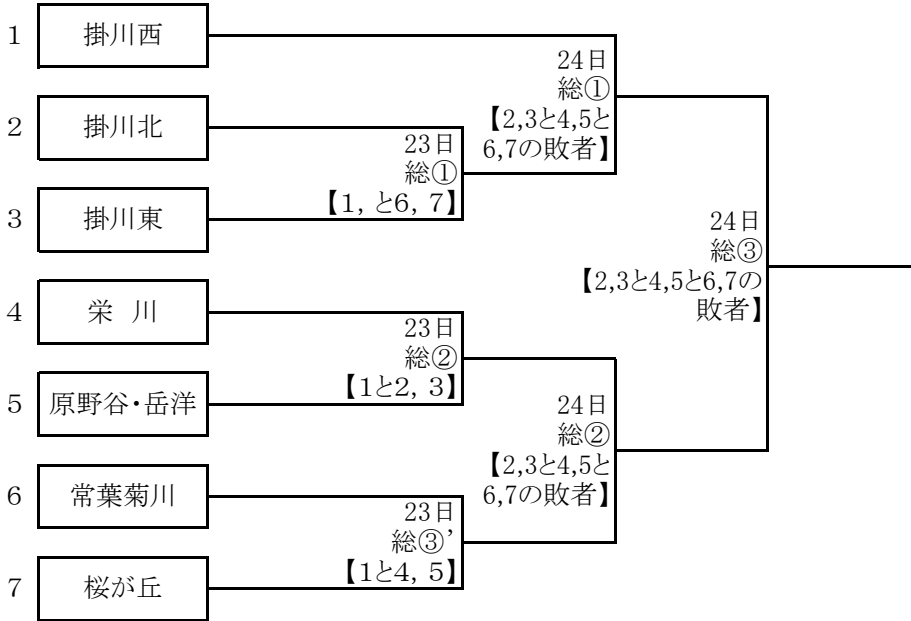 1 掛川西
24日
総①
【2,3と4,5と
6,7の敗者】
2 掛川北
23日
総①
【1, と6, 7】
3 掛川東
24日
総③
【2,3と4,5と6,7の
敗者】
4 栄 川
23日
総②
【1と2, 3】
5 原野谷・岳洋
24日
総②
【2,3と4,5と
6,7の敗者】
6 常葉菊川
23日
総③’
【1と4, 5】
7 桜が丘